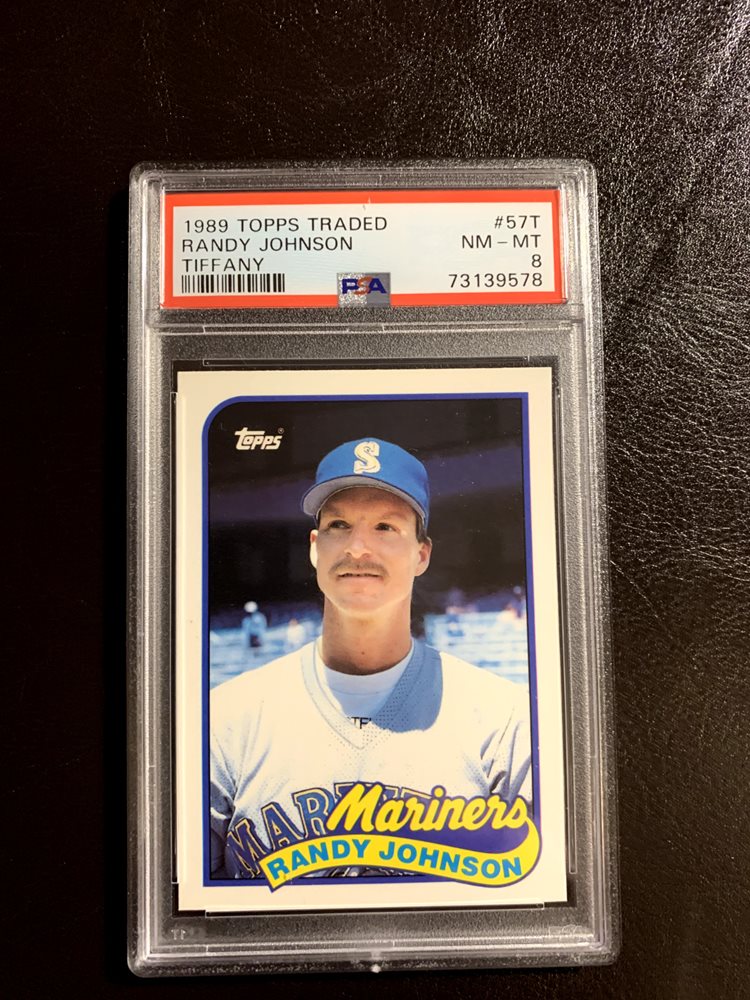 1989 TOPPS TRADED #57T
RANDY JOHNSON NM - MT
TIFFANY 8
PSA 73139578
TOPPS
S
Mariners
RANDY JOHNSON